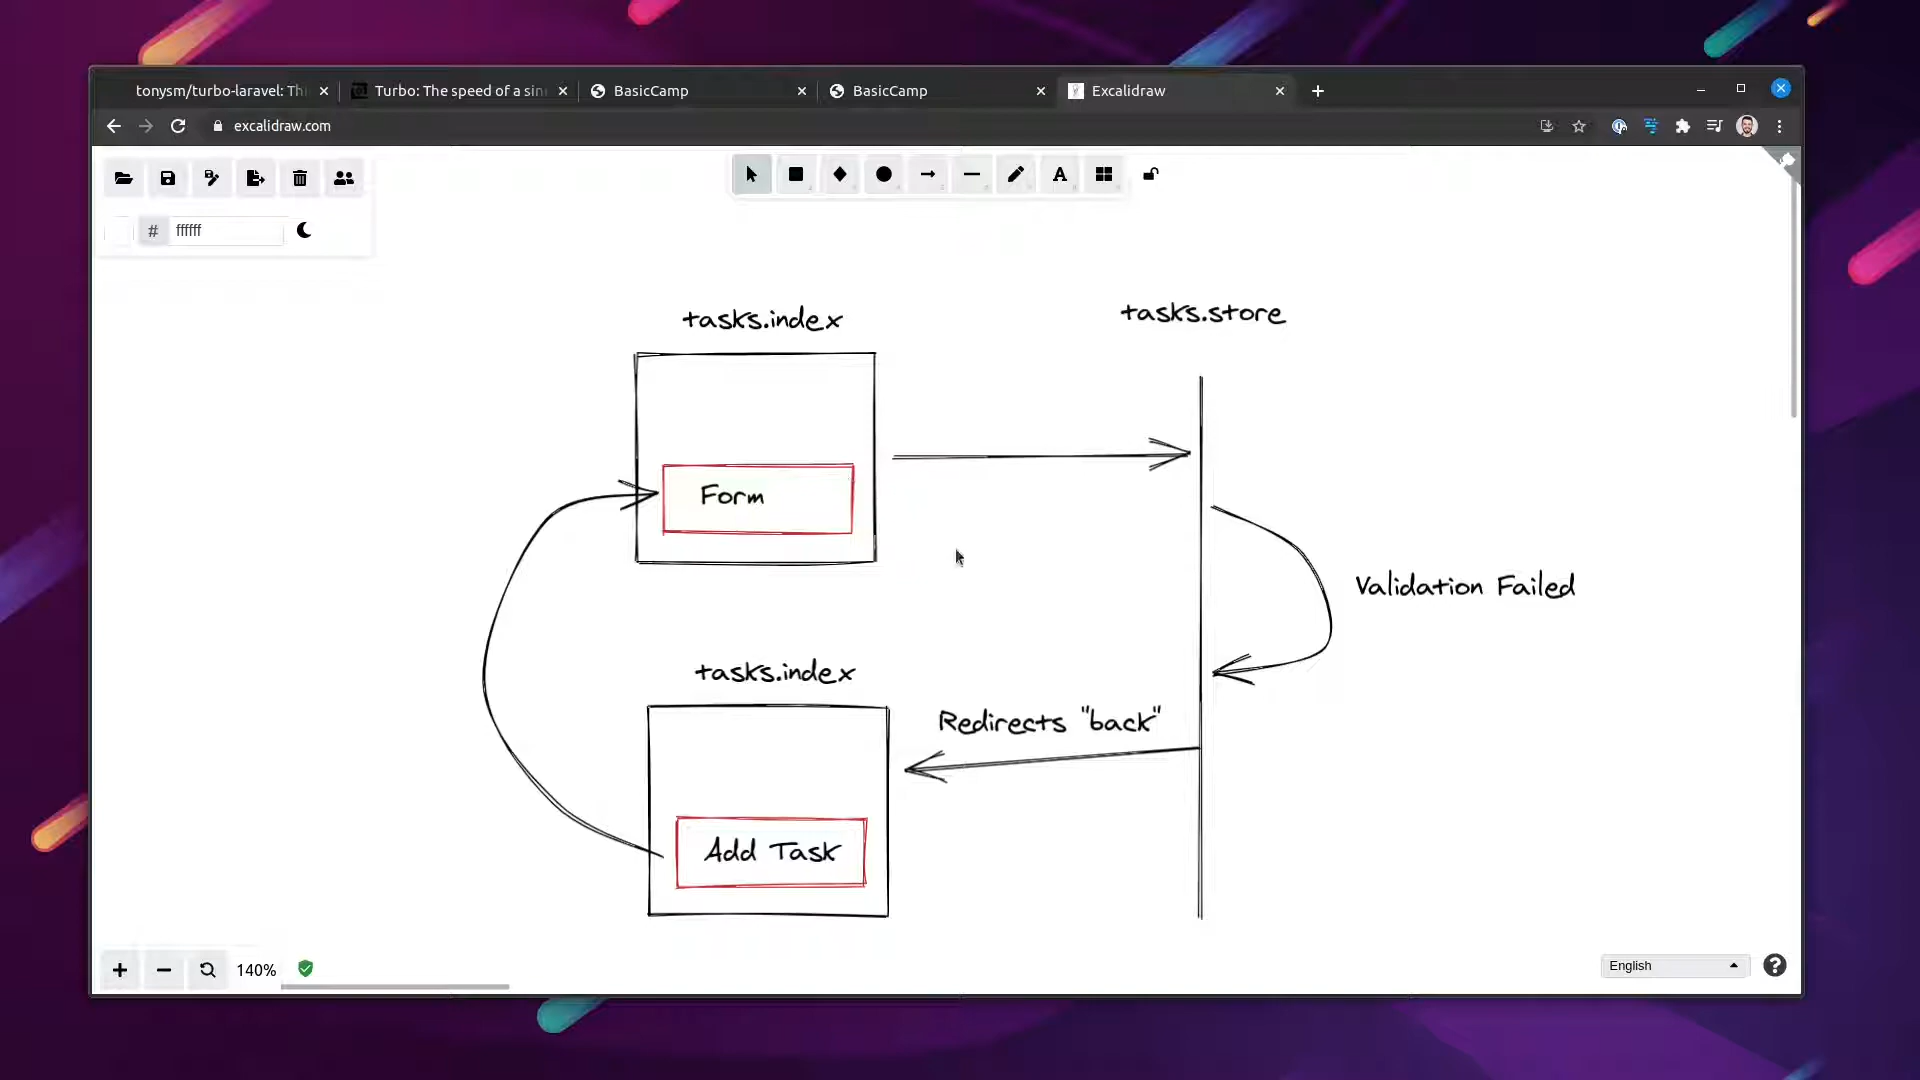 tonysm/turbo-laravel: Thi
Turbo: The speed of a sin
BasicCamp
BasicCamp
Excalidraw
excalidraw.com
# ffffff
A
tasks.index
tasks.store
Form
Validation Failed
tasks.index
Redirects "back"
Add Task
140%
English